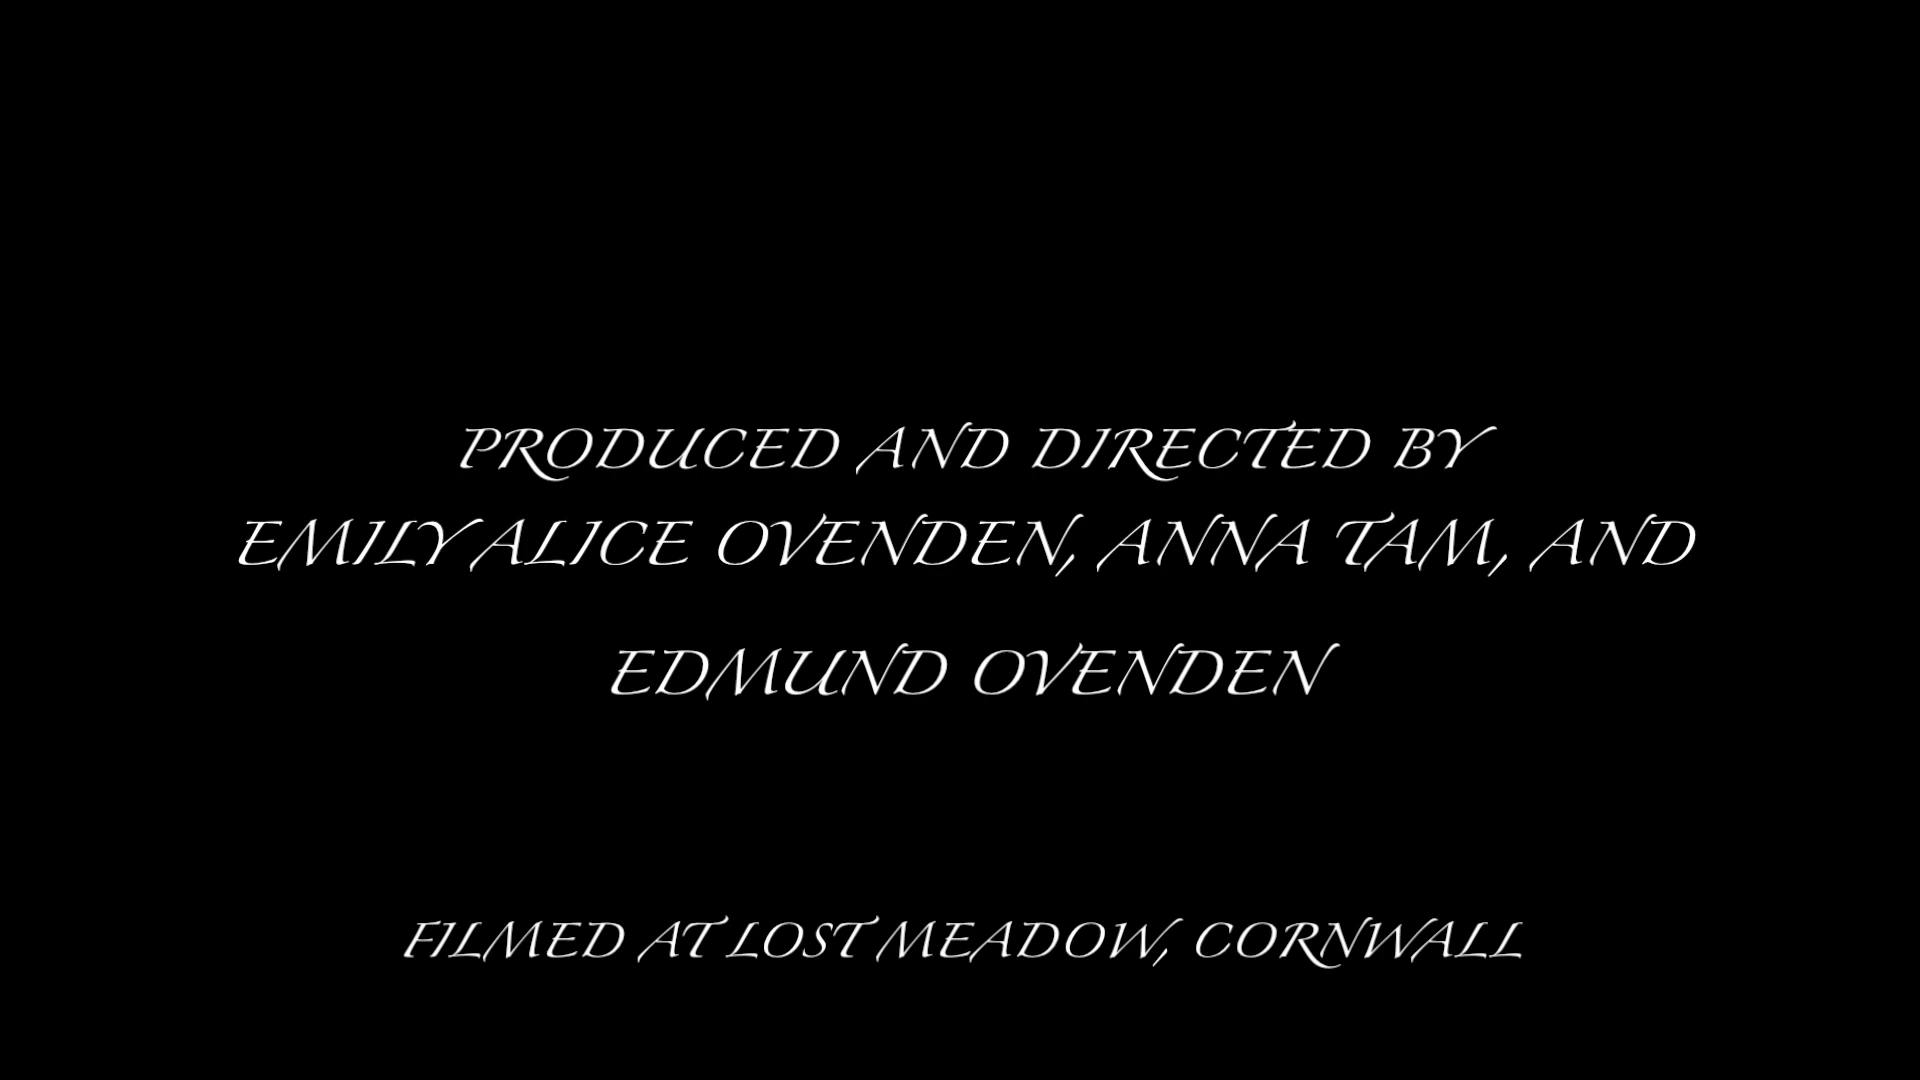 PRODUCED AND DIRECTED BY
EMILY ALICE OVENDEN, ANNA TAM, AND
EDMUND OVENDEN
FILMED AT LOST MEADOW, CORNWALL